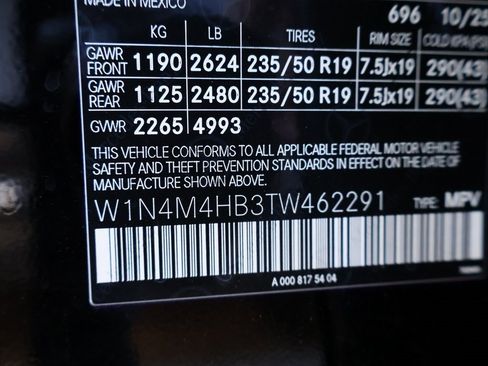 MADE IN MEXICO 696 10/25
KG LB TIRES RIM SIZE COLD KPA
GAWR FRONT 1190 2624 235/50 R19 7.5Jx19 290(43)
GAWR REAR 1125 2480 235/50 R19 7.5Jx19 290(43)
GVWR 2265 4993
THIS VEHICLE CONFORMS TO ALL APPLICABLE FEDERAL MOTOR VEHICLE
SAFETY AND THEFT PREVENTION STANDARDS IN EFFECT ON THE DATE OF
MANUFACTURE SHOWN ABOVE.
W1N4M4HB3TW462291 TYPE: MPV
A 000 817 54 04